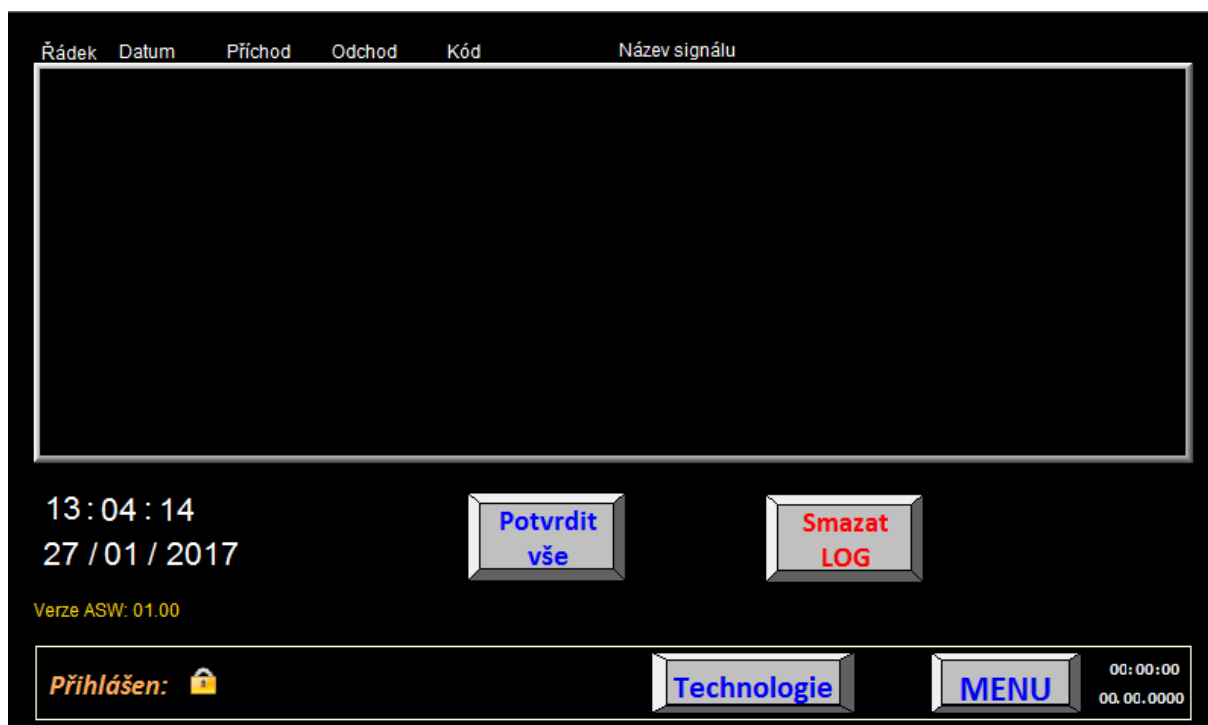 Řádek Datum Příchod Odchod Kód Název signálu
13:04:14
27 / 01 / 2017
Potvrdit
vše
Smazat
LOG
Verze ASW: 01.00
Přihlášen:
Technologie
MENU
00:00:00
00.00.0000